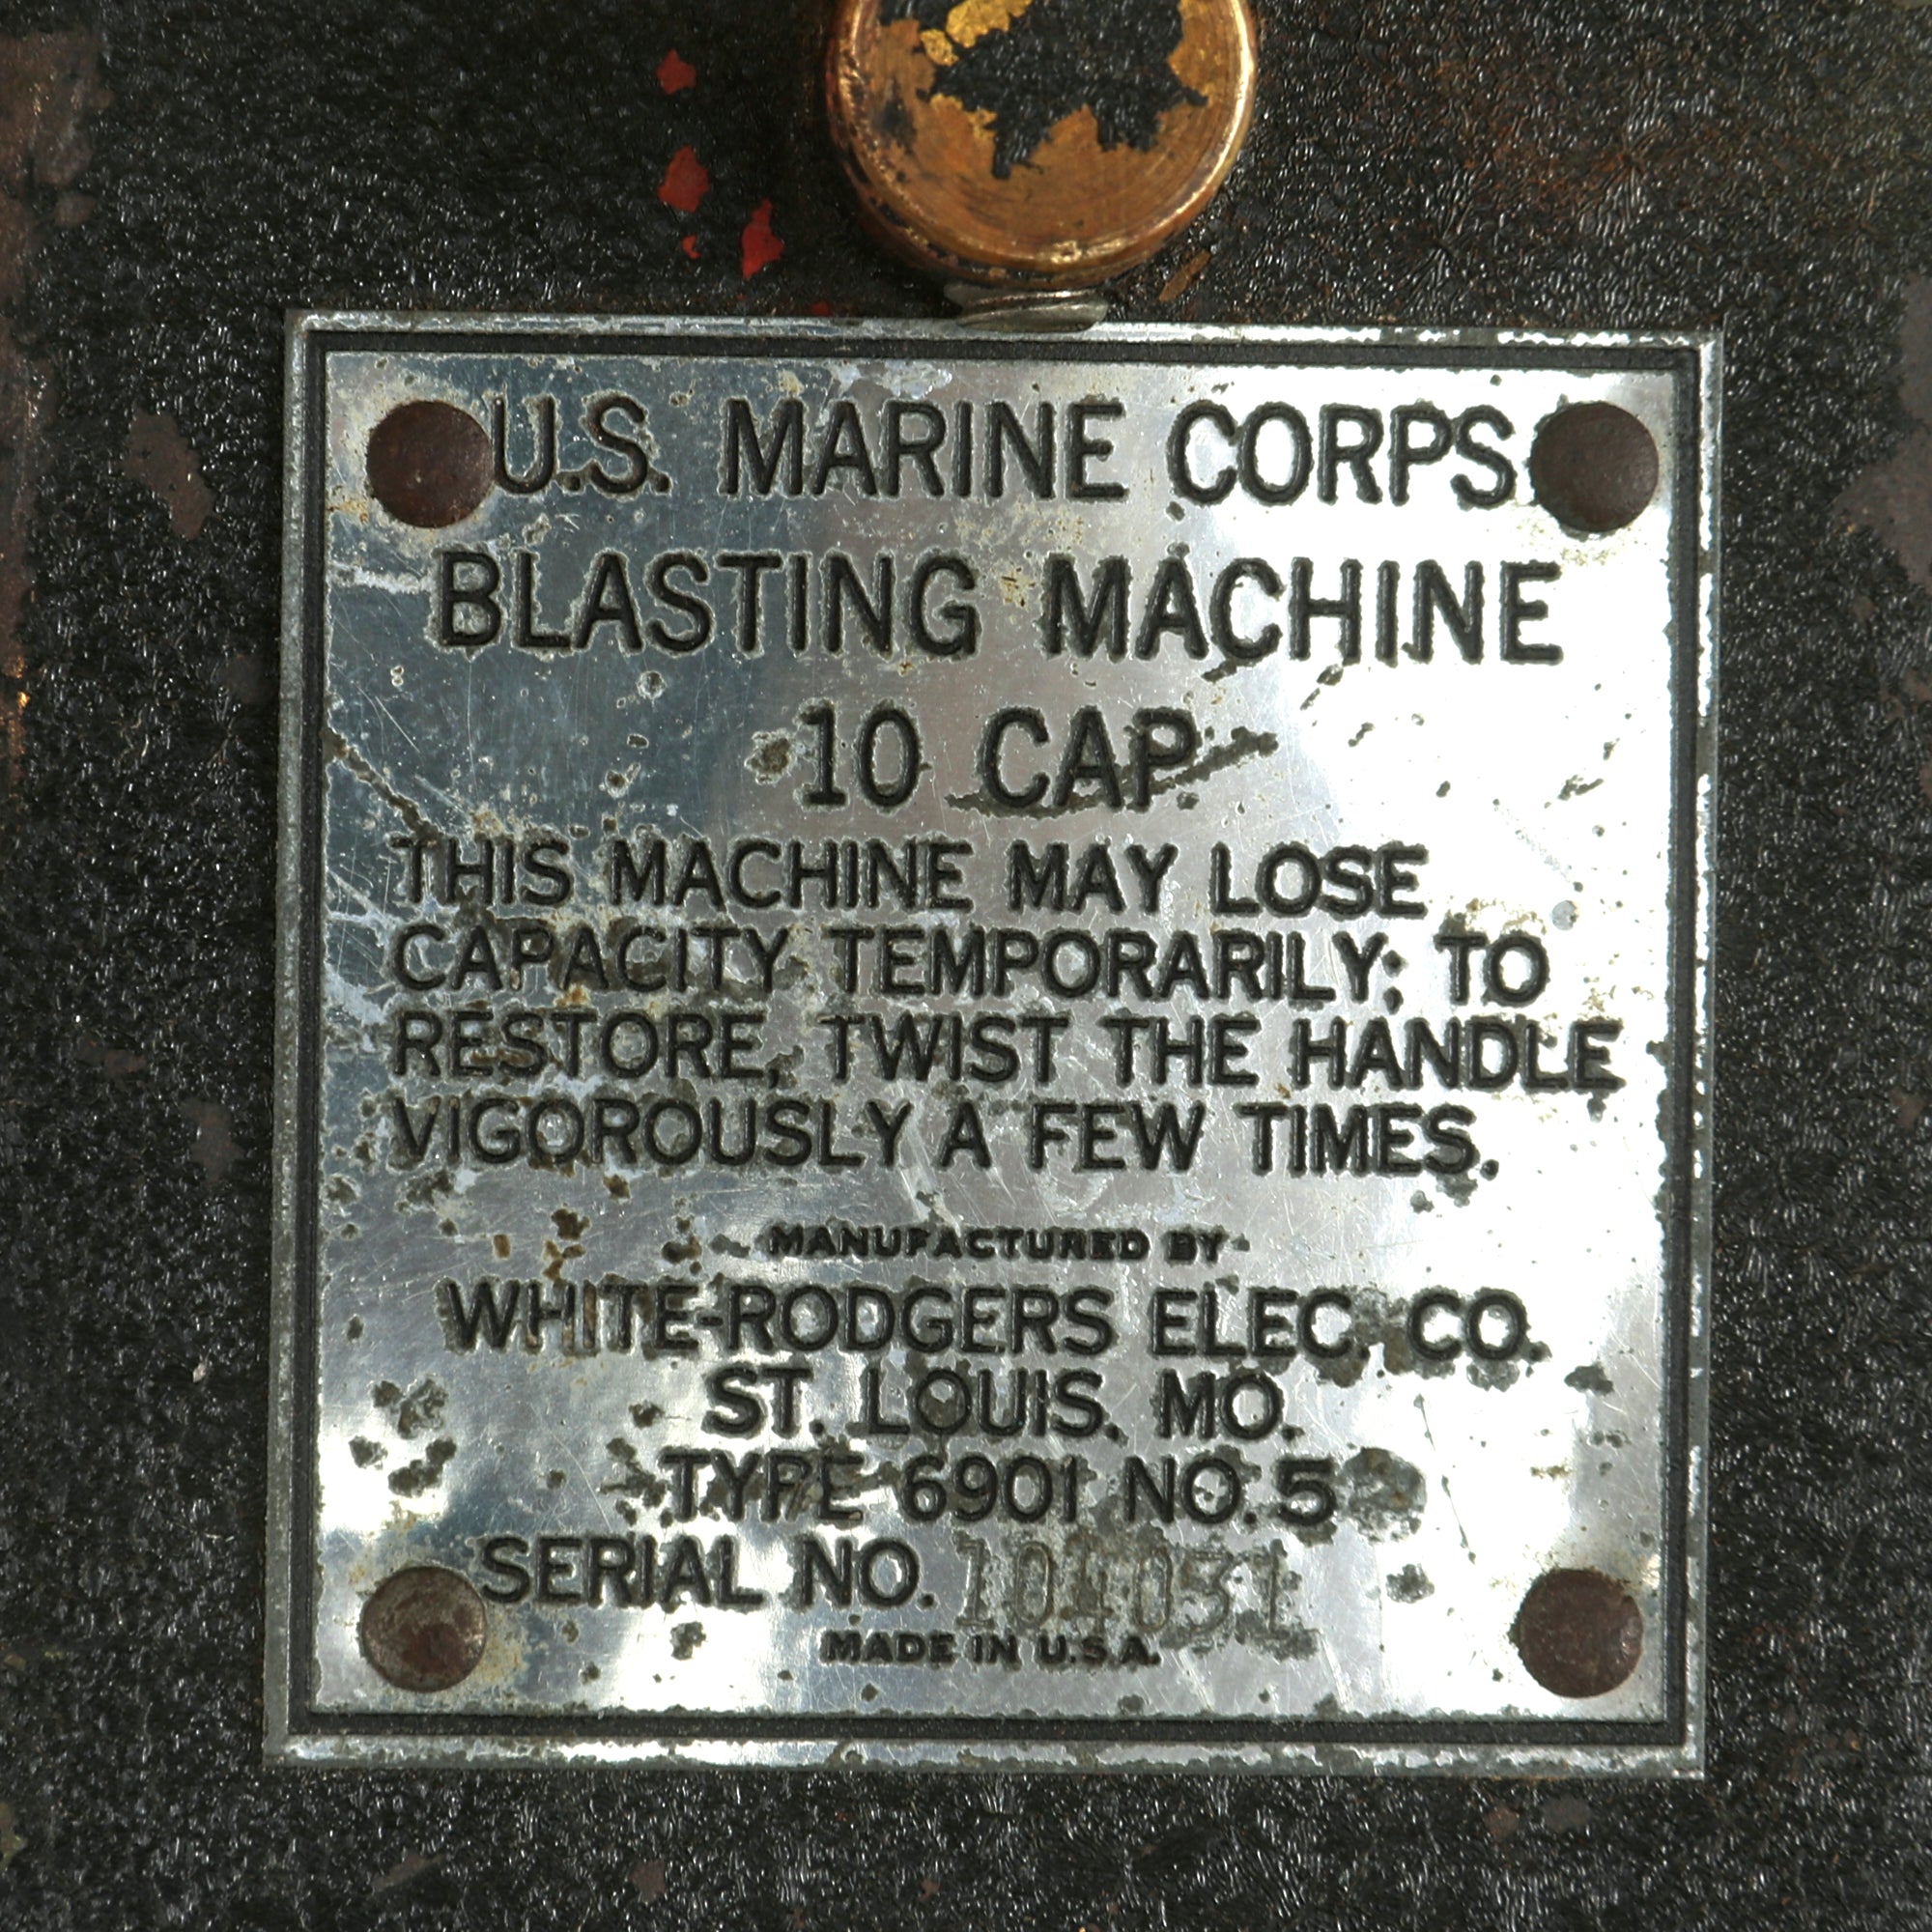 U.S. MARINE CORPS.
BLASTING MACHINE
10 CAP.
THIS MACHINE MAY LOSE
CAPACITY TEMPORARILY; TO
RESTORE, TWIST THE HANDLE
VIGOROUSLY A FEW TIMES.
MANUFACTURED BY
WHITE-RODGERS ELEC. CO.
ST. LOUIS, MO.
TYPE 6901 NO. 5
SERIAL NO.
MADE IN U.S.A.